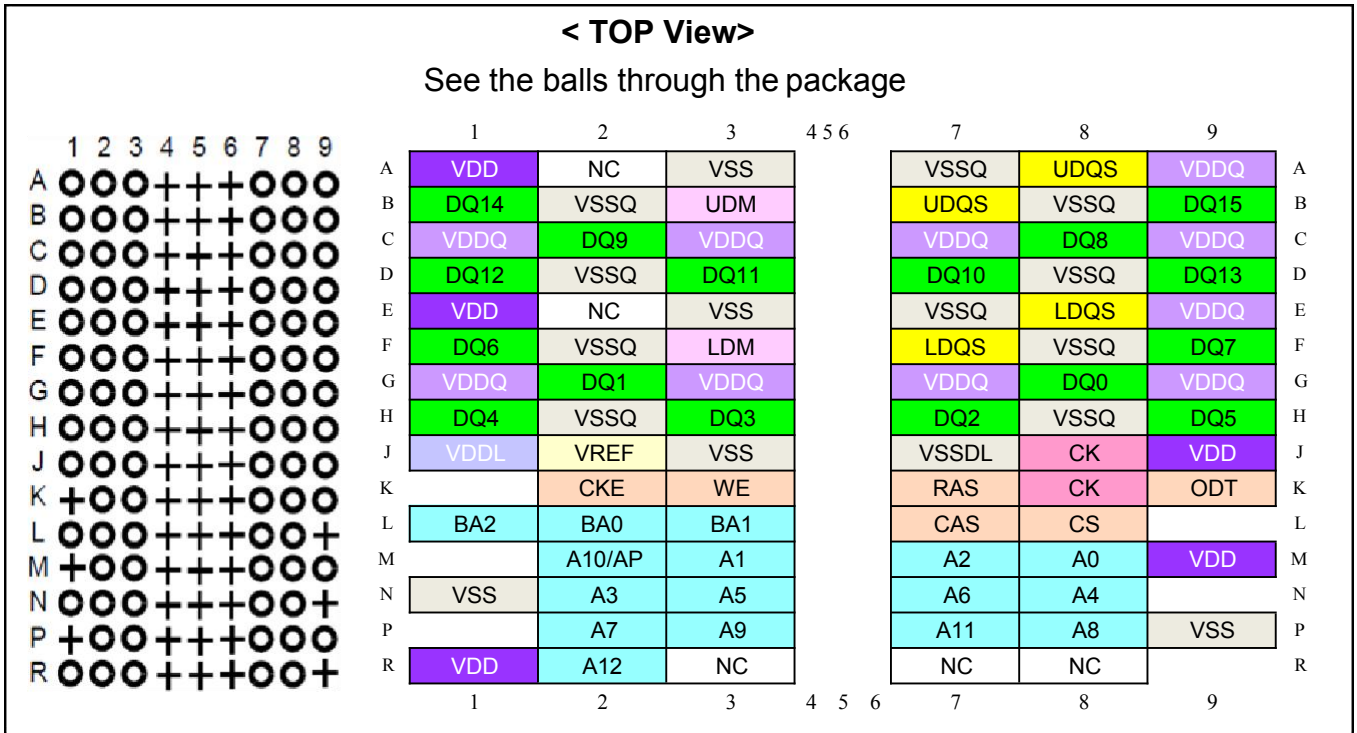 < TOP View>
See the balls through the package
1 2 3 4 5 6 7 8 9
A
B
C
D
E
F
G
H
J
K
L
M
N
P
R
1 2 3 4 5 6 7 8 9
A VDD NC VSS VSSQ UDQS VDDQ A
B DQ14 VSSQ UDM UDQS VSSQ DQ15 B
C VDDQ DQ9 VDDQ VDDQ DQ8 VDDQ C
D DQ12 VSSQ DQ11 DQ10 VSSQ DQ13 D
E VDD NC VSS VSSQ LDQS VDDQ E
F DQ6 VSSQ LDM LDQS VSSQ DQ7 F
G VDDQ DQ1 VDDQ VDDQ DQ0 VDDQ G
H DQ4 VSSQ DQ3 DQ2 VSSQ DQ5 H
J VDDL VREF VSS VSSDL CK VDD J
K CKE WE RAS CK ODT K
L BA2 BA0 BA1 CAS CS L
M A10/AP A1 A2 A0 VDD M
N VSS A3 A5 A6 A4 N
P A7 A9 A11 A8 VSS P
R VDD A12 NC NC NC R
1 2 3 4 5 6 7 8 9